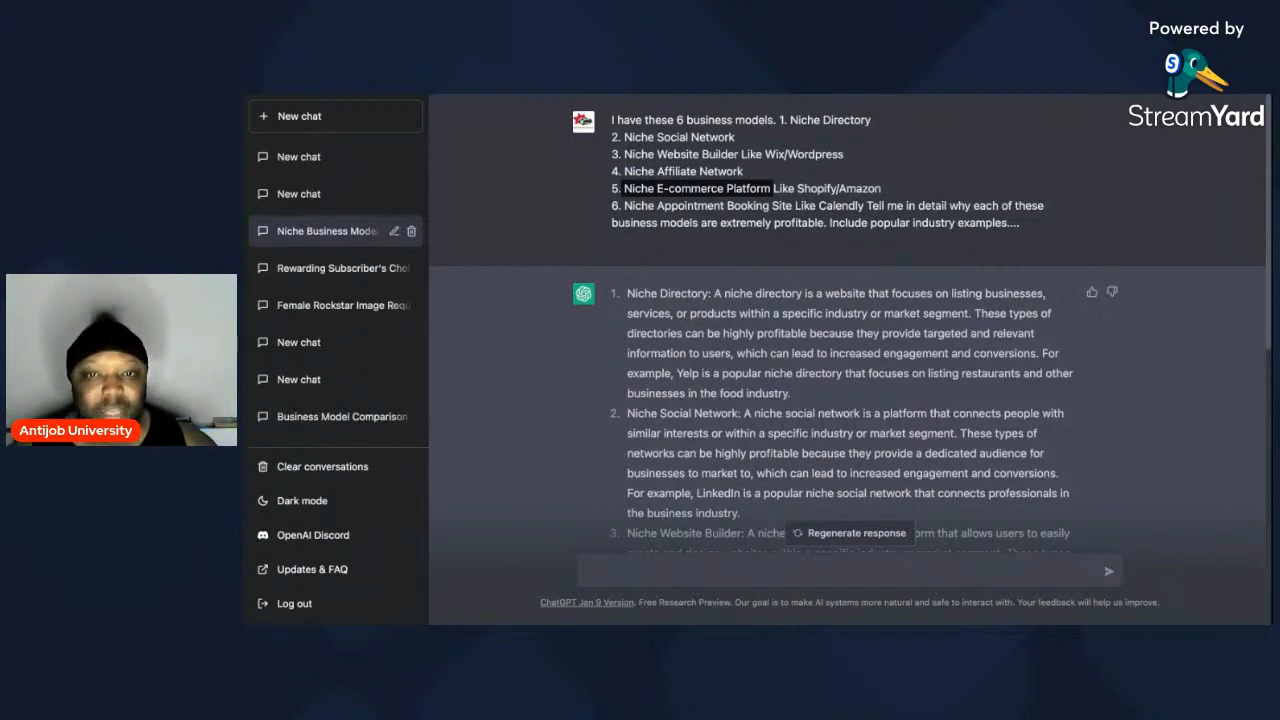 Powered by
S
StreamYard
Antijob University
+ New chat
New chat
New chat
Niche Business Model
Rewarding Subscriber's Choi
Female Rockstar Image Requ
New chat
New chat
Business Model Comparison
Clear conversations
Dark mode
OpenAI Discord
Updates & FAQ
Log out
I have these 6 business models. 1. Niche Directory
2. Niche Social Network
3. Niche Website Builder Like Wix/Wordpress
4. Niche Affiliate Network
5. Niche E-commerce Platform Like Shopify/Amazon
6. Niche Appointment Booking Site Like Calendly Tell me in detail why each of these
business models are extremely profitable. Include popular industry examples....
1. Niche Directory: A niche directory is a website that focuses on listing businesses,
services, or products within a specific industry or market segment. These types of
directories can be highly profitable because they provide targeted and relevant
information to users, which can lead to increased engagement and conversions. For
example, Yelp is a popular niche directory that focuses on listing restaurants and other
businesses in the food industry.
2. Niche Social Network: A niche social network is a platform that connects people with
similar interests or within a specific industry or market segment. These types of
networks can be highly profitable because they provide a dedicated audience for
businesses to market to, which can lead to increased engagement and conversions.
For example, LinkedIn is a popular niche social network that connects professionals in
the business industry.
3. Niche Website Builder: A niche
orm that allows users to easily
Regenerate response
ChatGPT Jan 9 Version. Free Research Preview. Our goal is to make AI systems more natural and safe to interact with. Your feedback will help us improve.